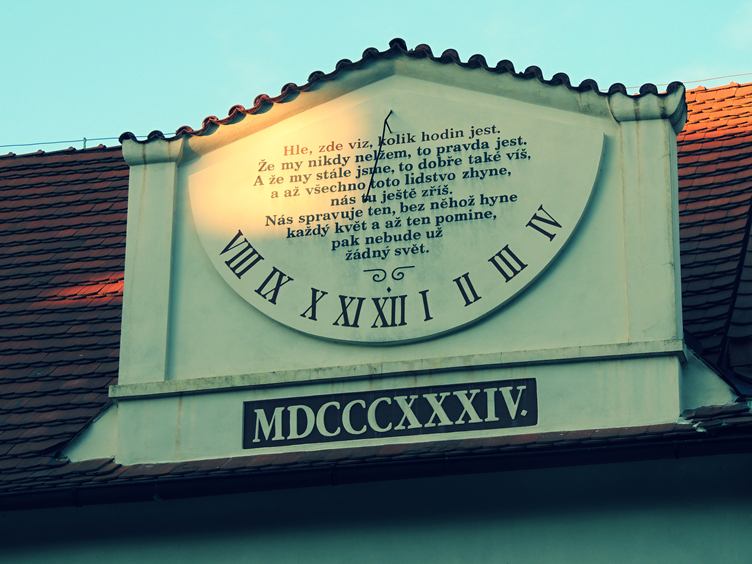 Hle, zde viz, kolik hodin jest.
Že my nikdy nelžem, to pravda jest.
A že my stále jsme, to dobře také víš,
a až všechno toto lidstvo zhyne,
nás tu ještě zříš.
Nás spravuje ten, bez něhož hyne
každý květ a až ten pomine,
pak nebude už
žádný svět.
VIII IX X XI XII I II III IV
MDCCCXXXIV.